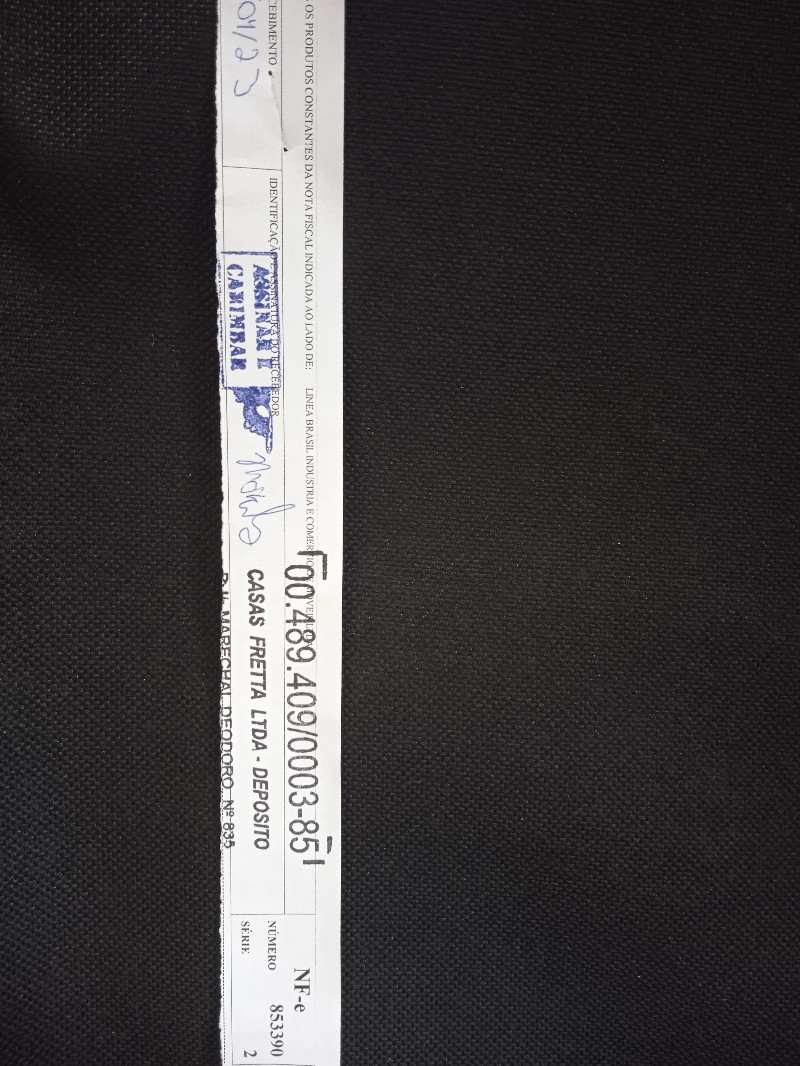 OS PRODUTOS CONSTANTES DA NOTA FISCAL INDICADA AO LADO DE: LINEA BRASIL INDUSTRIA E
CEBIMENTO
04/23
IDENTIFICAÇÃO E ASSINATURA DO RECEBEDOR
ASSINAR E
CARIMBAR
00.489.409/0003-85
CASAS FRETTA LTDA - DEPÓSITO
MARECHAL DEODORO, Nº 835
NF-e
NÚMERO 853390
SÉRIE 2